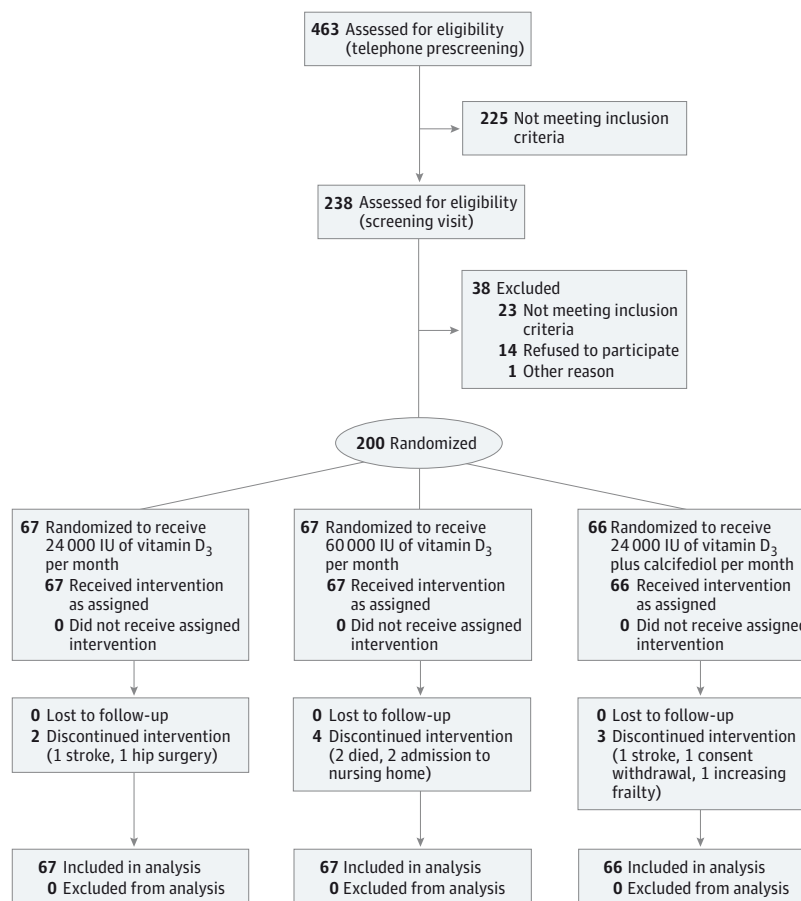 463 Assessed for eligibility
(telephone prescreening)
225 Not meeting inclusion
criteria
238 Assessed for eligibility
(screening visit)
38 Excluded
23 Not meeting inclusion
criteria
14 Refused to participate
1 Other reason
200 Randomized
67 Randomized to receive
24 000 IU of vitamin D3
per month
67 Received intervention
as assigned
0 Did not receive assigned
intervention
67 Randomized to receive
60 000 IU of vitamin D3
per month
67 Received intervention
as assigned
0 Did not receive assigned
intervention
66 Randomized to receive
24 000 IU of vitamin D3
plus calcifediol per month
66 Received intervention
as assigned
0 Did not receive assigned
intervention
0 Lost to follow-up
2 Discontinued intervention
(1 stroke, 1 hip surgery)
0 Lost to follow-up
4 Discontinued intervention
(2 died, 2 admission to
nursing home)
0 Lost to follow-up
3 Discontinued intervention
(1 stroke, 1 consent
withdrawal, 1 increasing
frailty)
67 Included in analysis
0 Excluded from analysis
67 Included in analysis
0 Excluded from analysis
66 Included in analysis
0 Excluded from analysis